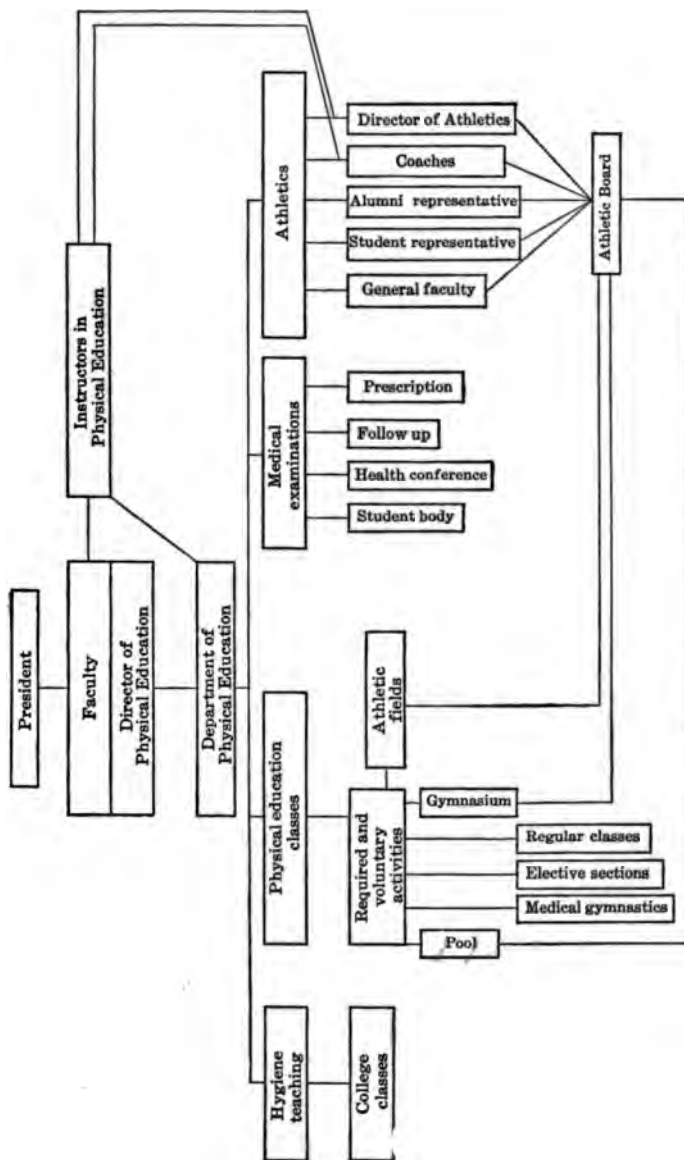 President
Faculty
Director of
Physical Education
Instructors in
Physical Education
Department of
Physical Education
Hygiene
teaching
Physical education
classes
Medical
examinations
Athletics
College
classes
Required and
voluntary
activities
Athletic
fields
Gymnasium
Regular classes
Elective sections
Medical gymnastics
Pool
Prescription
Follow up
Health conference
Student body
Director of Athletics
Coaches
Alumni representative
Student representative
General faculty
Athletic Board